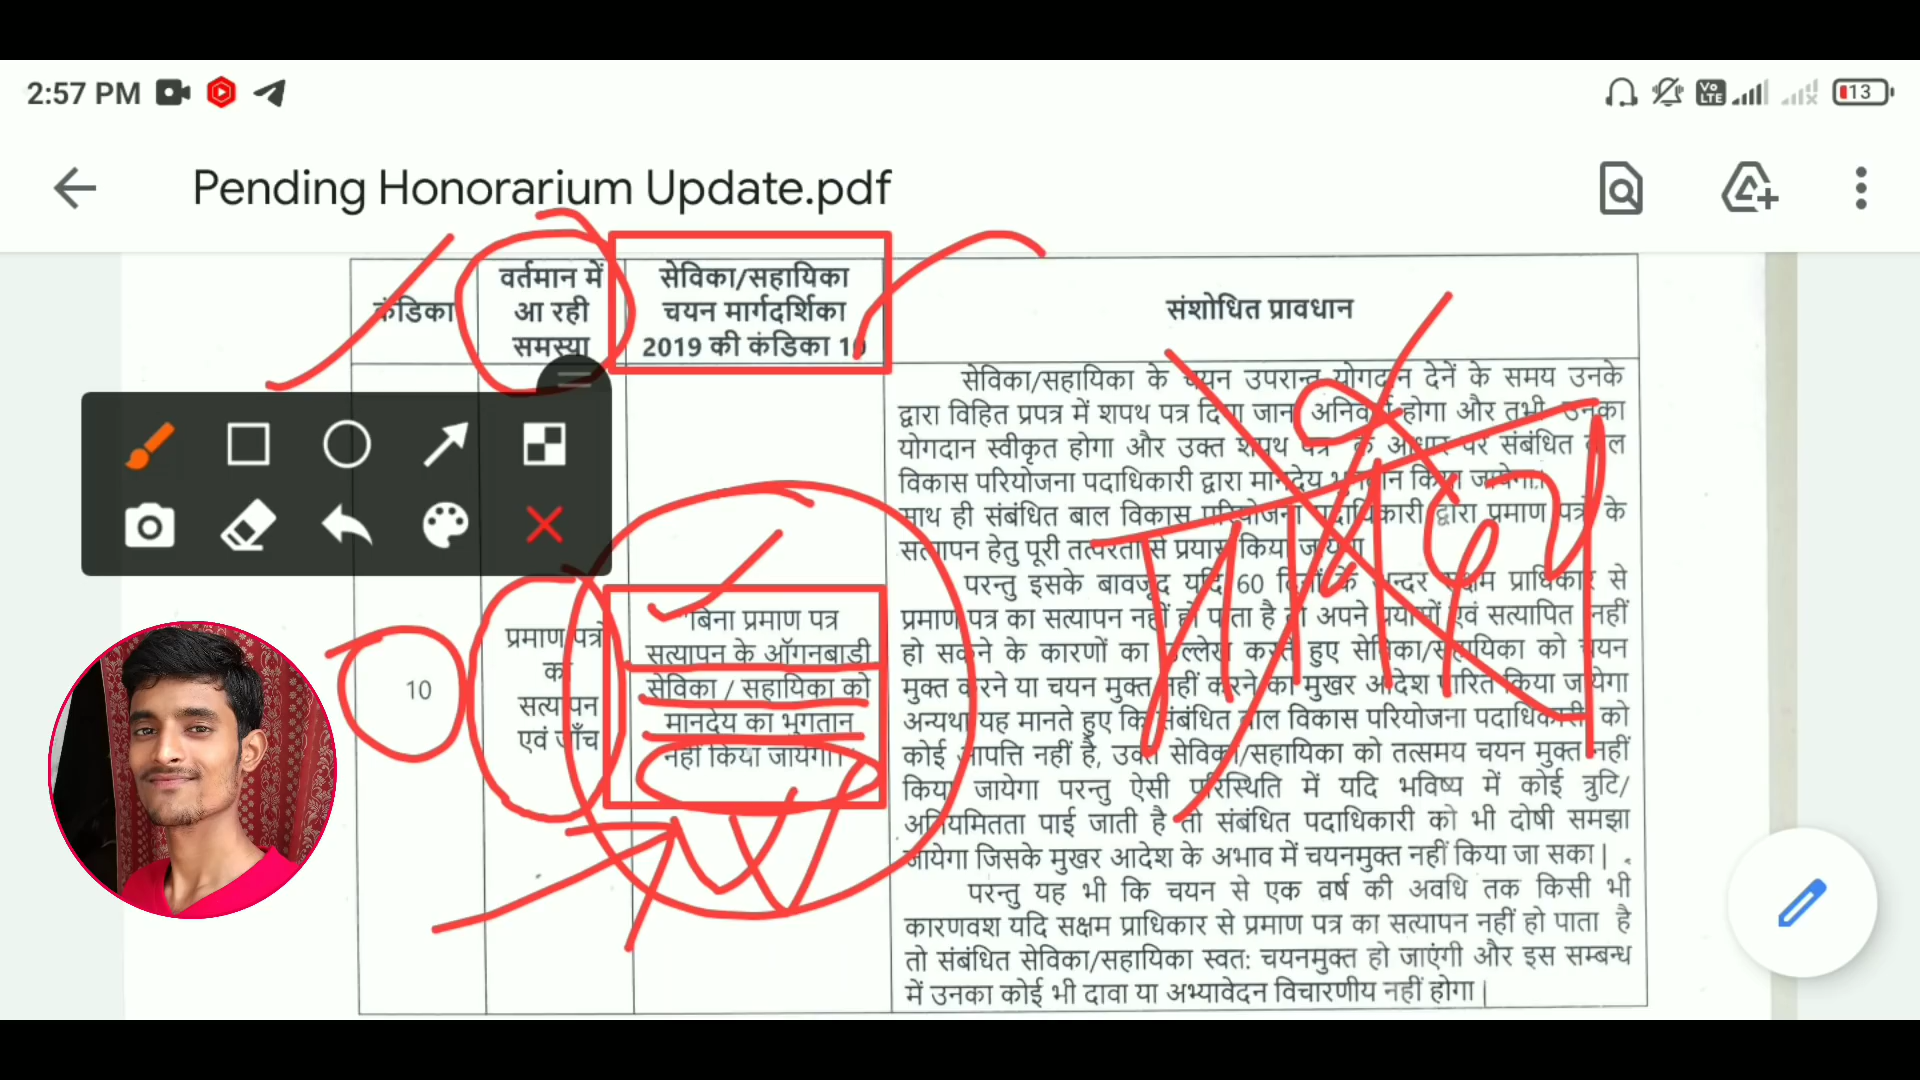 2:57 PM
Vo LTE
13
Pending Honorarium Update.pdf
कंडिका
वर्तमान में
आ रही
समस्या
सेविका/सहायिका
चयन मार्गदर्शिका
2019 की कंडिका 10
संशोधित प्रावधान
10
प्रमाण पत्रों
का
सत्यापन
एवं जाँच
"बिना प्रमाण पत्र
सत्यापन के ऑगनबाडी
सेविका / सहायिका को
मानदेय का भुगतान
नहीं किया जायेगा।"
सेविका/सहायिका के चयन उपरान्त योगदान देनें के समय उनके
द्वारा विहित प्रपत्र में शपथ पत्र दिया जाना अनिवार्य होगा और तभी उनका
योगदान स्वीकृत होगा और उक्त शपथ पत्र के आधार पर संबंधित बाल
विकास परियोजना पदाधिकारी द्वारा मानदेय भुगतान किया जायेगा।
साथ ही संबंधित बाल विकास परियोजना पदाधिकारी द्वारा प्रमाण पत्रों के
सत्यापन हेतु पूरी तत्परता से प्रयास किया जायेगा
परन्तु इसके बावजूद यदि 60 दिनों के अन्दर सक्षम प्राधिकार से
प्रमाण पत्र का सत्यापन नहीं हो पाता है तो अपने प्रयासों एवं सत्यापित नहीं
हो सकने के कारणों का उल्लेख करते हुए सेविका/सहायिका को चयन
मुक्त करने या चयन मुक्त नहीं करने का मुखर आदेश पारित किया जायेगा
अन्यथा यह मानते हुए कि संबंधित बाल विकास परियोजना पदाधिकारी को
कोई आपत्ति नहीं है, उक्त सेविका/सहायिका को तत्समय चयन मुक्त नहीं
किया जायेगा परन्तु ऐसी परिस्थिति में यदि भविष्य में कोई त्रुटि/
अनियमितता पाई जाती है तो संबंधित पदाधिकारी को भी दोषी समझा
जायेगा जिसके मुखर आदेश के अभाव में चयनमुक्त नहीं किया जा सका|
परन्तु यह भी कि चयन से एक वर्ष की अवधि तक किसी भी
कारणवश यदि सक्षम प्राधिकार से प्रमाण पत्र का सत्यापन नहीं हो पाता है
तो संबंधित सेविका/सहायिका स्वत: चयनमुक्त हो जाएंगी और इस सम्बन्ध
में उनका कोई भी दावा या अभ्यावेदन विचारणीय नहीं होगा|